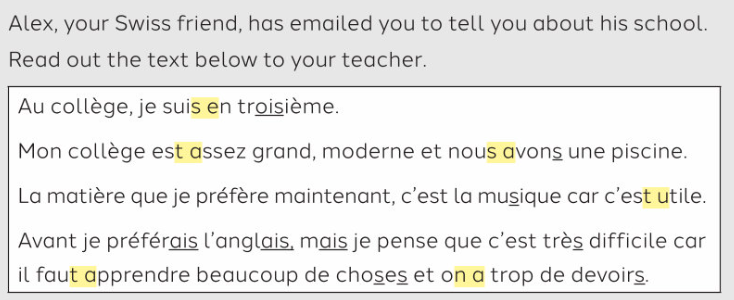 Alex, your Swiss friend, has emailed you to tell you about his school.
Read out the text below to your teacher.
Au collège, je suis en troisième.
Mon collège est assez grand, moderne et nous avons une piscine.
La matière que je préfère maintenant, c'est la musique car c'est utile.
Avant je préférais l'anglais, mais je pense que c'est très difficile car
il faut apprendre beaucoup de choses et on a trop de devoirs.